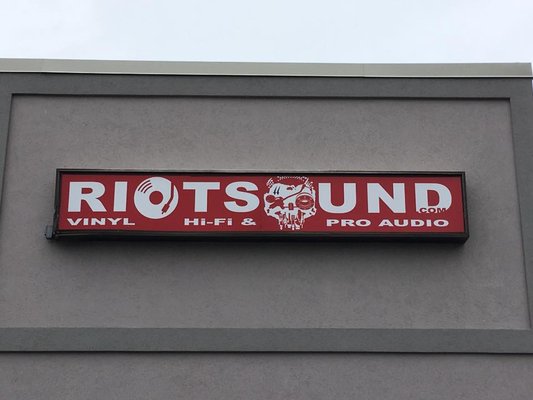 RIOTSOUND.COM
VINYL Hi-Fi & PRO AUDIO